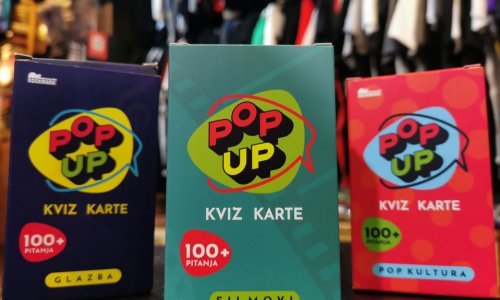 POP
UP
KVIZ KARTE
100+
PITANJA
GLAZBA
POP
UP
KVIZ KARTE
100+
PITANJA
FILMOVI
POP
UP
KVIZ KARTE
100+
PITANJA
POP KULTURA